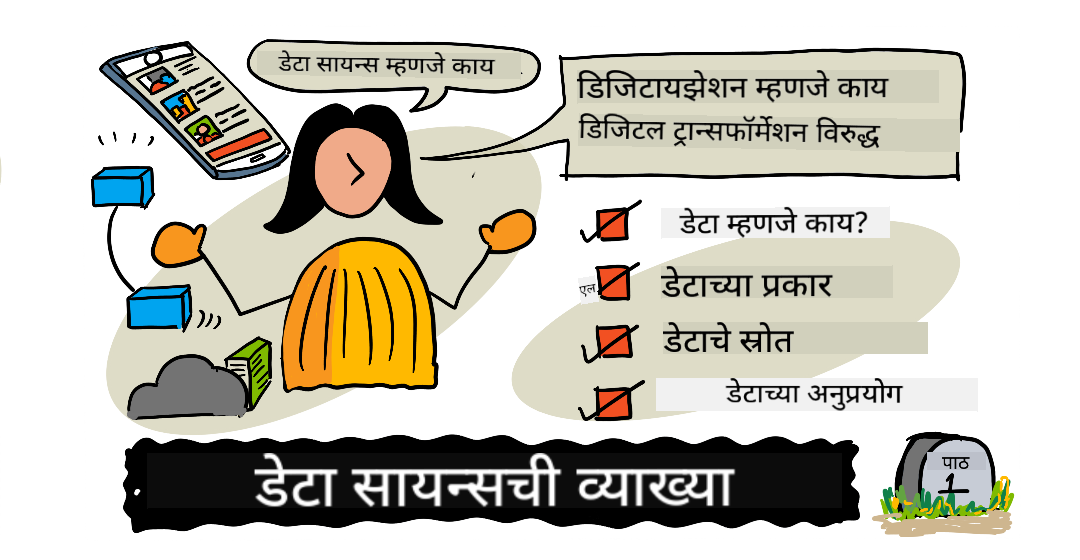 डेटा सायन्स म्हणजे काय
डिजिटायझेशन म्हणजे काय
डिजिटल ट्रान्सफॉर्मेशन विरुद्ध
डेटा म्हणजे काय?
एल.
डेटाच्या प्रकार
डेटाचे स्रोत
डेटाच्या अनुप्रयोग
डेटा सायन्सची व्याख्या
पाठ
1